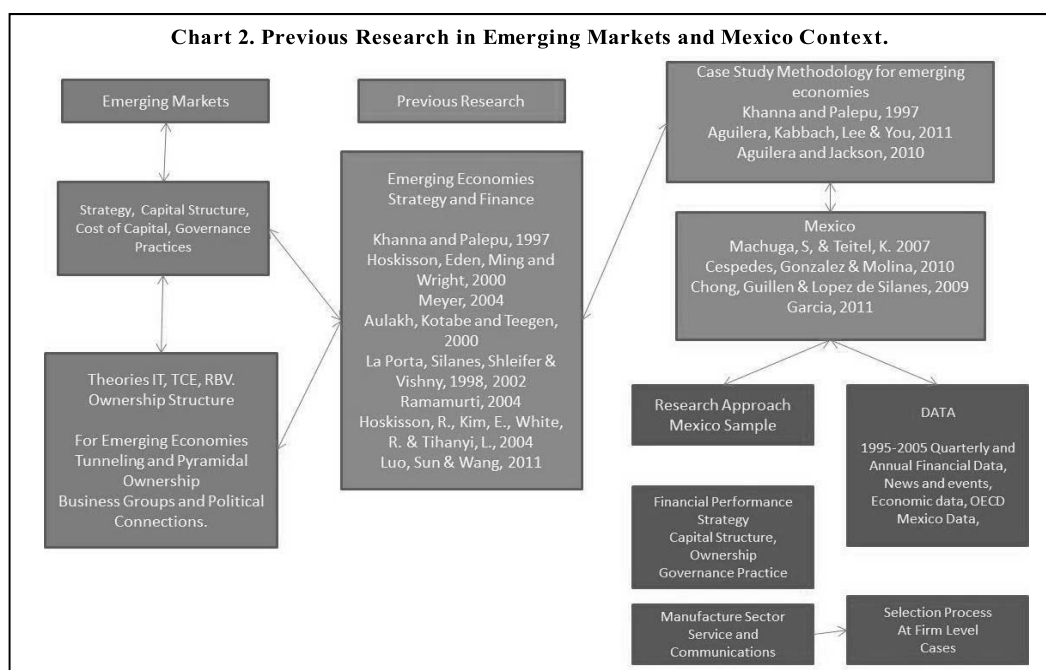 Chart 2. Previous Research in Emerging Markets and Mexico Context.
Emerging Markets
Strategy, Capital Structure,
Cost of Capital, Governance
Practices
Theories IT, TCE, RBV.
Ownership Structure
For Emerging Economies
Tunneling and Pyramidal
Ownership
Business Groups and Political
Connections.
Previous Research
Emerging Economies
Strategy and Finance
Khanna and Palepu, 1997
Hoskisson, Eden, Ming and
Wright, 2000
Meyer, 2004
Aulakh, Kotabe and Teegen,
2000
La Porta, Silanes, Shleifer &
Vishny, 1998, 2002
Ramamurti, 2004
Hoskisson, R., Kim, E., White,
R. & Tihanyi, L., 2004
Luo, Sun & Wang, 2011
Case Study Methodology for emerging
economies
Khanna and Palepu, 1997
Aguilera, Kabbach, Lee & You, 2011
Aguilera and Jackson, 2010
Mexico
Machuga, S, & Teitel, K. 2007
Cespedes, Gonzalez & Molina, 2010
Chong, Guillen & Lopez de Silanes, 2009
Garcia, 2011
Research Approach
Mexico Sample
DATA
1995-2005 Quarterly and
Annual Financial Data,
News and events,
Economic data, OECD
Mexico Data,
Financial Performance
Strategy
Capital Structure,
Ownership
Governance Practice
Manufacture Sector
Service and
Communications
Selection Process
At Firm Level
Cases